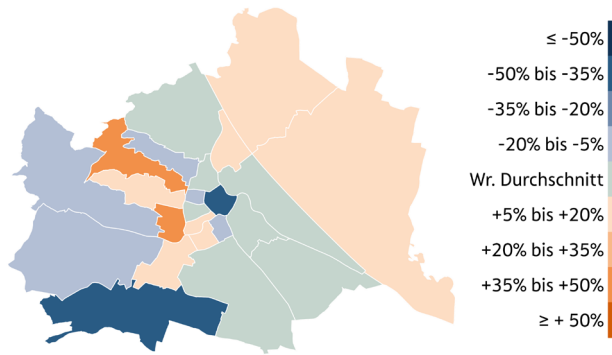 ≤ -50%
-50% bis -35%
-35% bis -20%
-20% bis -5%
Wr. Durchschnitt
+5% bis +20%
+20% bis +35%
+35% bis +50%
≥ + 50%